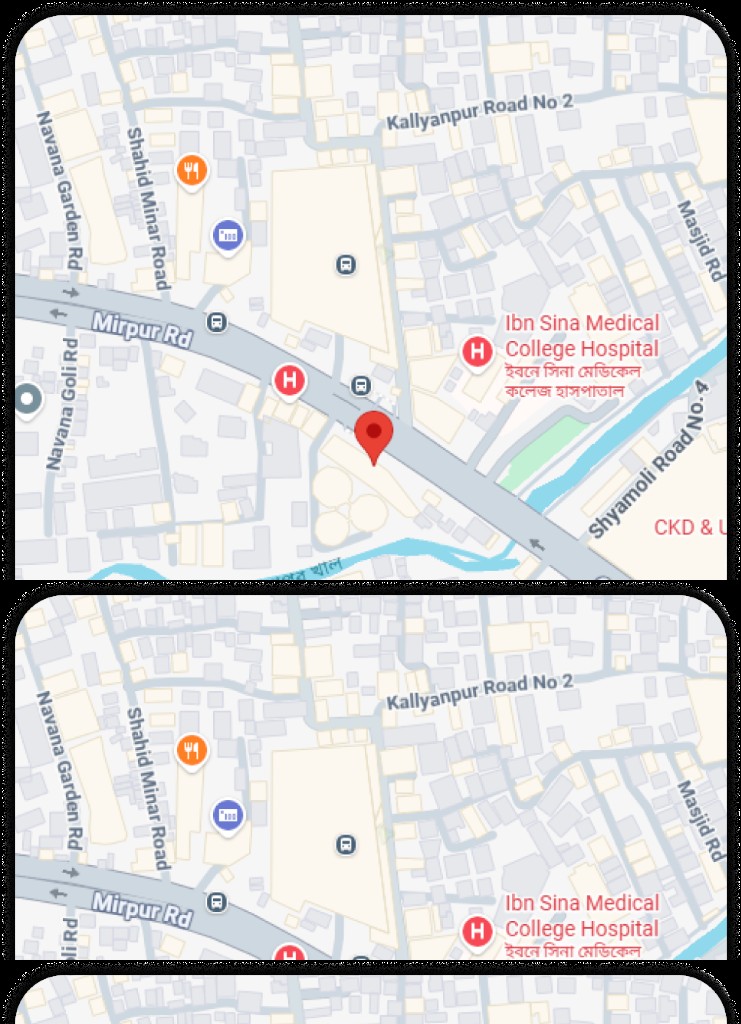 Kallyanpur Road No 2
Navana Garden Rd
Shahid Minar Road
Masjid Rd
Mirpur Rd
Ibn Sina Medical
College Hospital
ইবনে সিনা মেডিকেল
কলেজ হাসপাতাল
Navana Goli Rd
Shyamoli Road No. 4
CKD & U
খাল
Kallyanpur Road No 2
Navana Garden Rd
Shahid Minar Road
Masjid Rd
Mirpur Rd
Ibn Sina Medical
College Hospital
ইবনে সিনা মেডিকেল
li Rd